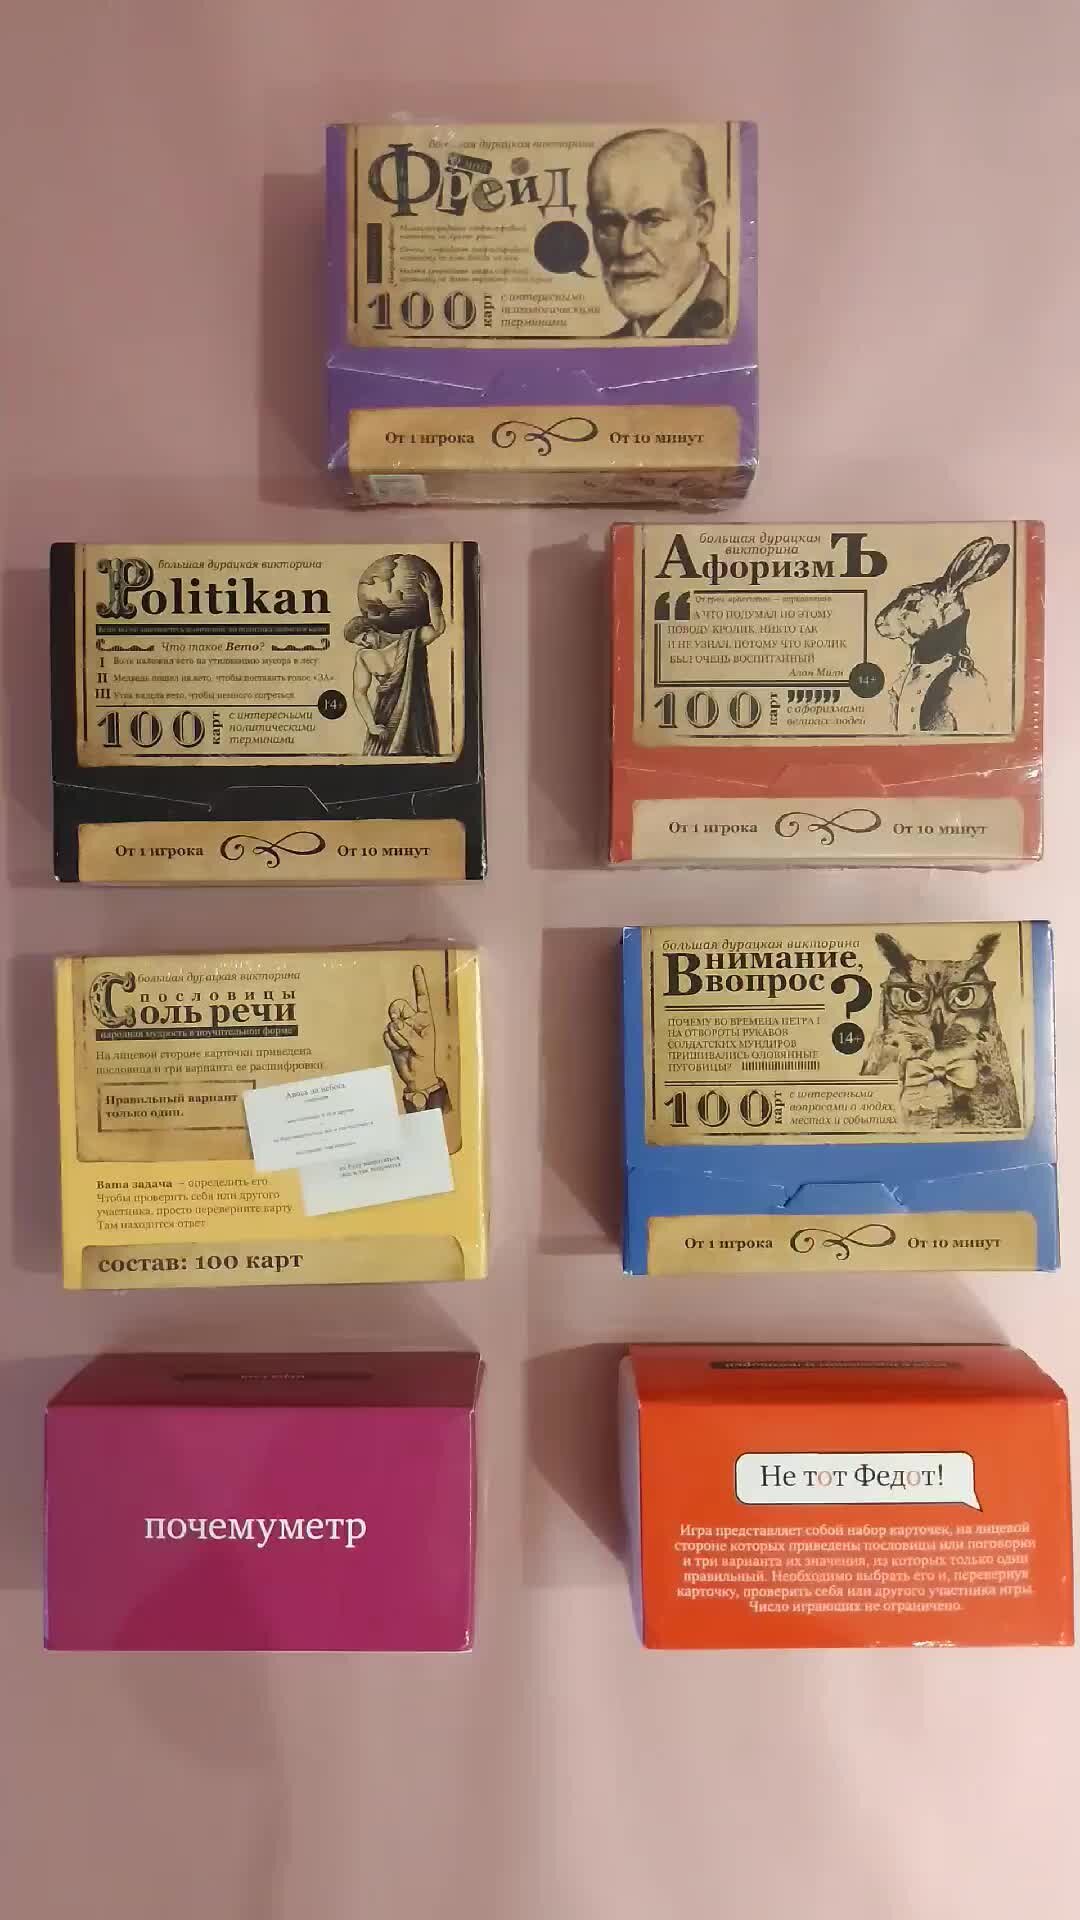 большая дурацкая викторина
Фрейд
100 карт
с интересными
психологическими
терминами
От 1 игрока
От 10 минут
большая дурацкая викторина
Politikan
Что такое Вето?
I Волк наложил вето на утилизацию мусора в лесу
II Медведь пошел на вето, чтобы поставить голос «ЗА»
III Утка надела вето, чтобы немного согреться
14+
100 карт
с интересными
политическими
терминами
От 1 игрока
От 10 минут
большая дурацкая
викторина
АфоризмЪ
А ЧТО ПОДУМАЛ ПО ЭТОМУ
ПОВОДУ КРОЛИК, НИКТО ТАК
И НЕ УЗНАЛ, ПОТОМУ ЧТО КРОЛИК
БЫЛ ОЧЕНЬ ВОСПИТАННЫЙ
Алан Милн
14+
100 карт
с афоризмами
великих людей
От 1 игрока
От 10 минут
большая дурацкая викторина
пословицы
Соль речи
народная мудрость в поучительной форме
На лицевой стороне карточки приведена
пословица и три варианта ее расшифровки
Правильный вариант
только один.
Авось да небось
Ваша задача – определить его
Чтобы проверить себя или другого
участника, просто переверните карту
Там находится ответ
состав: 100 карт
большая дурацкая викторина
Внимание,
вопрос?
ПОЧЕМУ ВО ВРЕМЕНА ПЕТРА I
НА ОТВОРОТЫ РУКАВОВ
СОЛДАТСКИХ МУНДИРОВ
ПРИШИВАЛИСЬ ОЛОВЯННЫЕ
ПУГОВИЦЫ?
14+
100 карт
с интересными
вопросами о людях,
местах и событиях
От 1 игрока
От 10 минут
почемуметр
Не тот Федот!
Игра представляет собой набор карточек, на лицевой
стороне которых приведены пословицы или поговорки
и три варианта их значения, из которых только один
правильный. Необходимо выбрать его и, перевернув
карточку, проверить себя или другого участника игры.
Число играющих не ограничено.